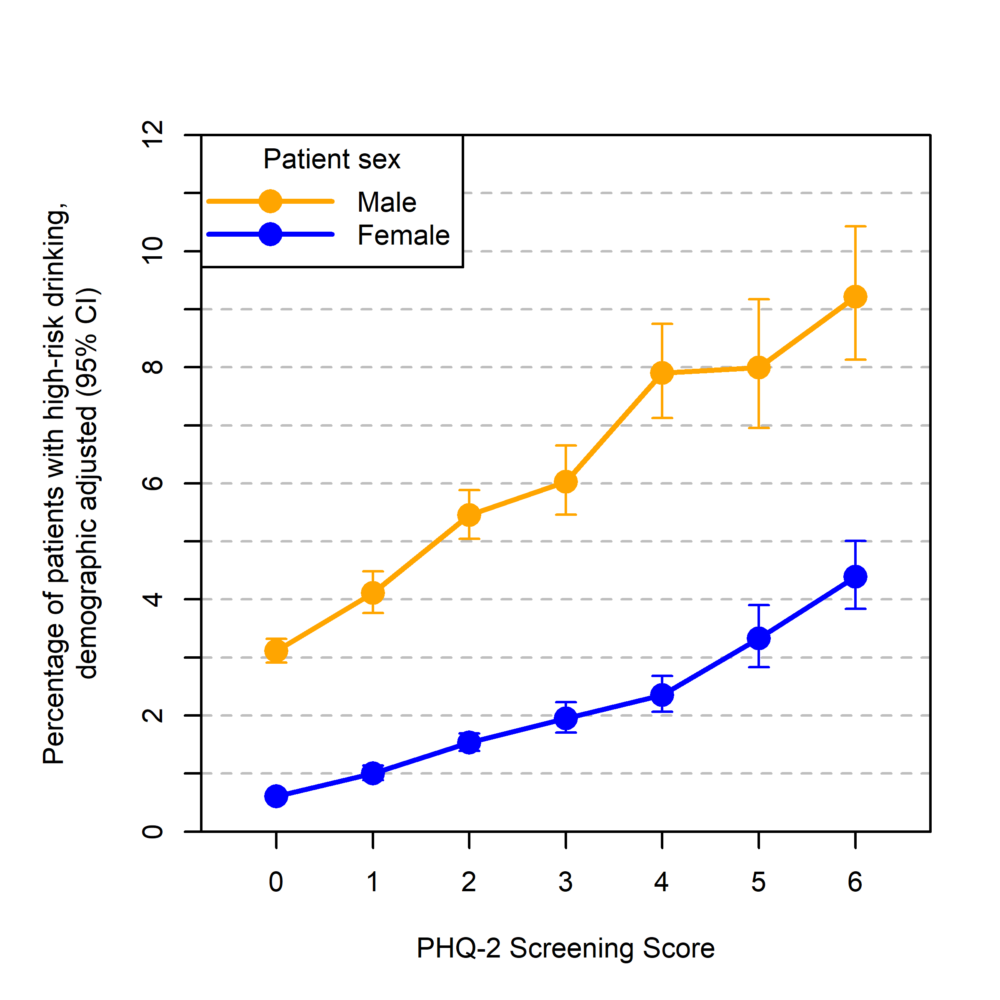 Percentage of patients with high-risk drinking,
demographic adjusted (95% CI)
12
10
8
6
4
2
0
Patient sex
Male
Female
0 1 2 3 4 5 6
PHQ-2 Screening Score